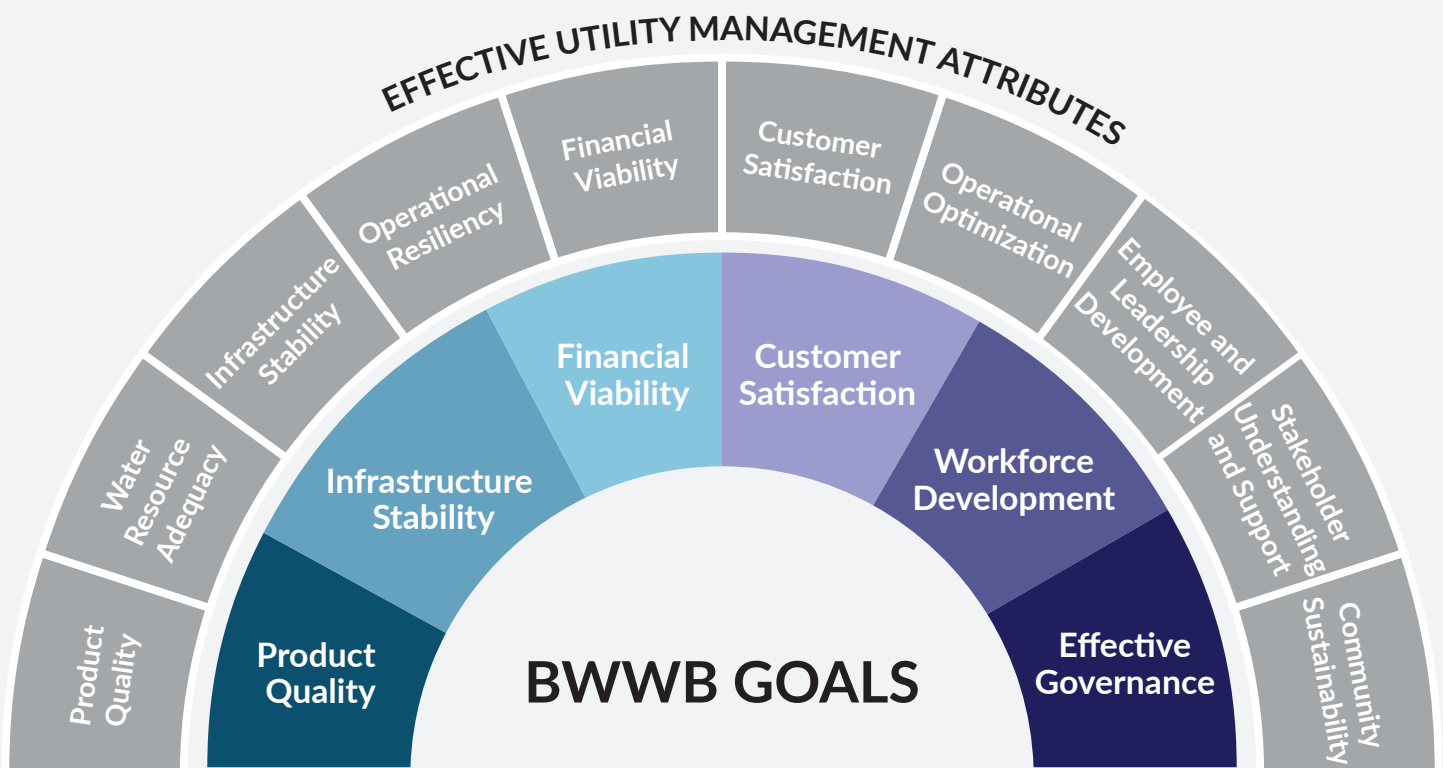 EFFECTIVE UTILITY MANAGEMENT ATTRIBUTES
Product
Quality
Water
Resource
Adequacy
Infrastructure
Stability
Operational
Resiliency
Financial
Viability
Customer
Satisfaction
Operational
Optimization
Employee and
Leadership
Development
Stakeholder
Understanding
and Support
Community
Sustainability
Product
Quality
Infrastructure
Stability
Financial
Viability
Customer
Satisfaction
Workforce
Development
Effective
Governance
BWWB GOALS